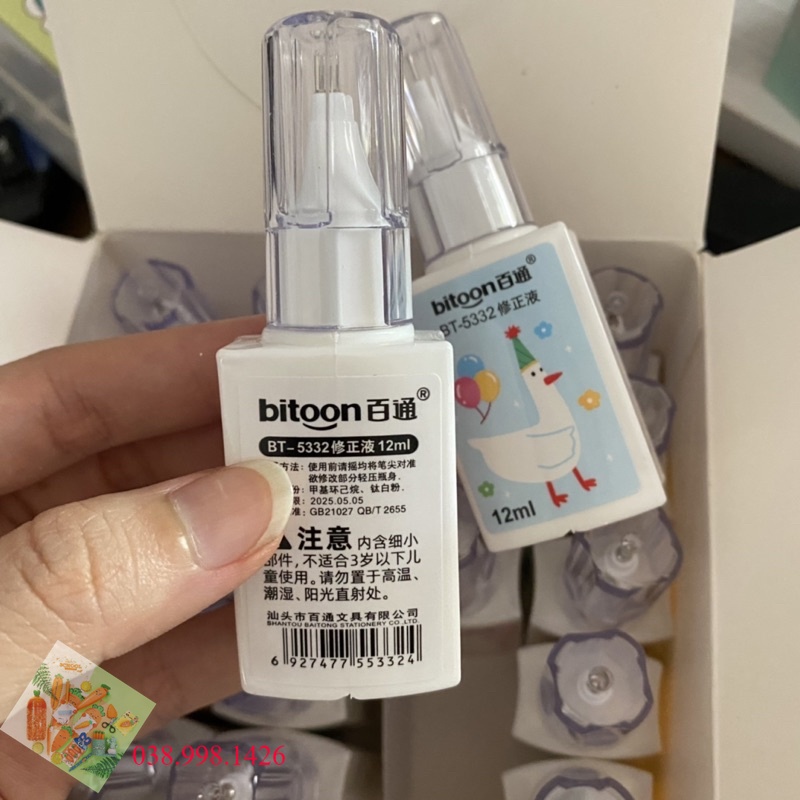 bitoon百通®
BT-5332修正液 12ml
方法：使用前请摇均将笔尖对准
欲修改部分轻压瓶身.
份：甲基环己烷、钛白粉.
限：2025.05.05
准：GB21027 QB/T 2655
注意 内含细小
部件，不适合3岁以下儿
童使用。请勿置于高温、
潮湿、阳光直射处。
汕头市百通文具有限公司
SHANTOU BAITONG STATIONERY CO.,LTD.
6 927477 553324
bitoon百通®
BT-5332修正液
12ml
038.998.1426